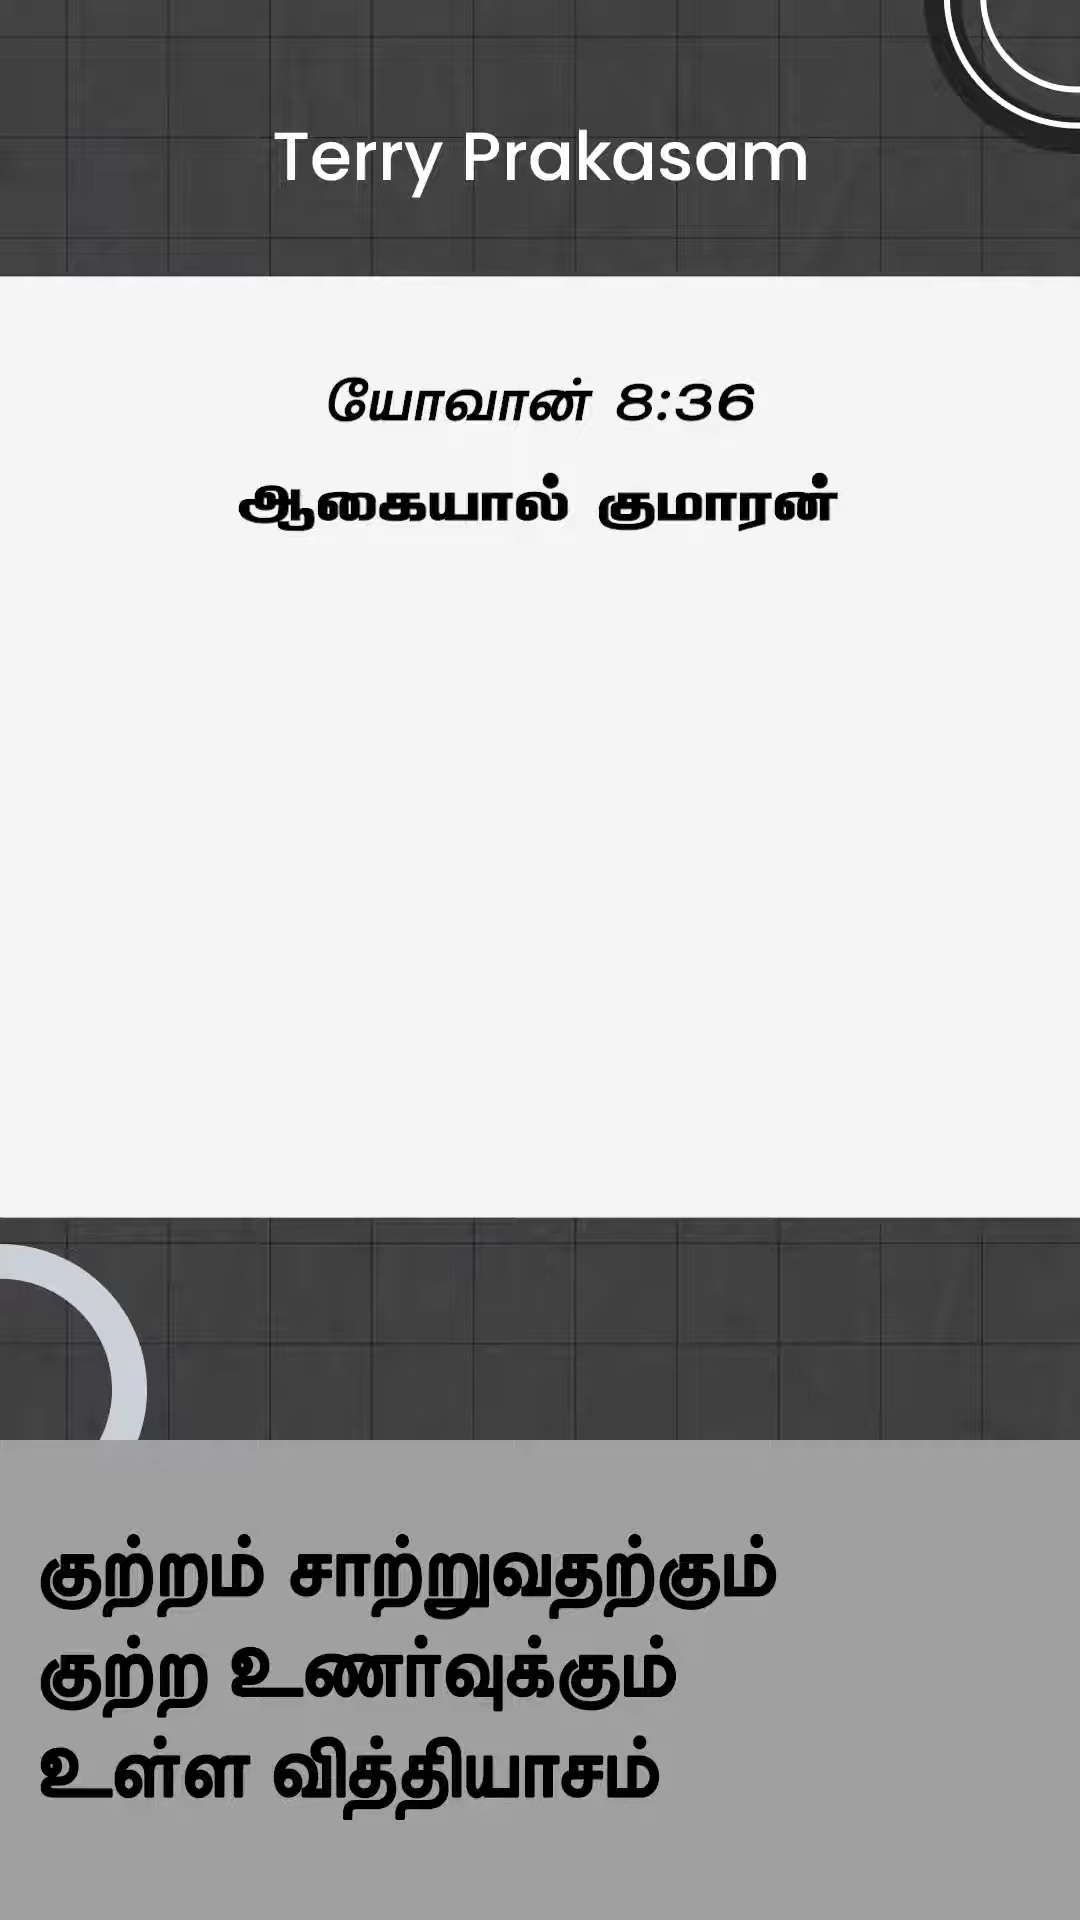 Terry Prakasam
யோவான் 8:36
ஆகையால் குமாரன்
குற்றம் சாற்றுவதற்கும்
குற்ற உணர்வுக்கும்
உள்ள வித்தியாசம்